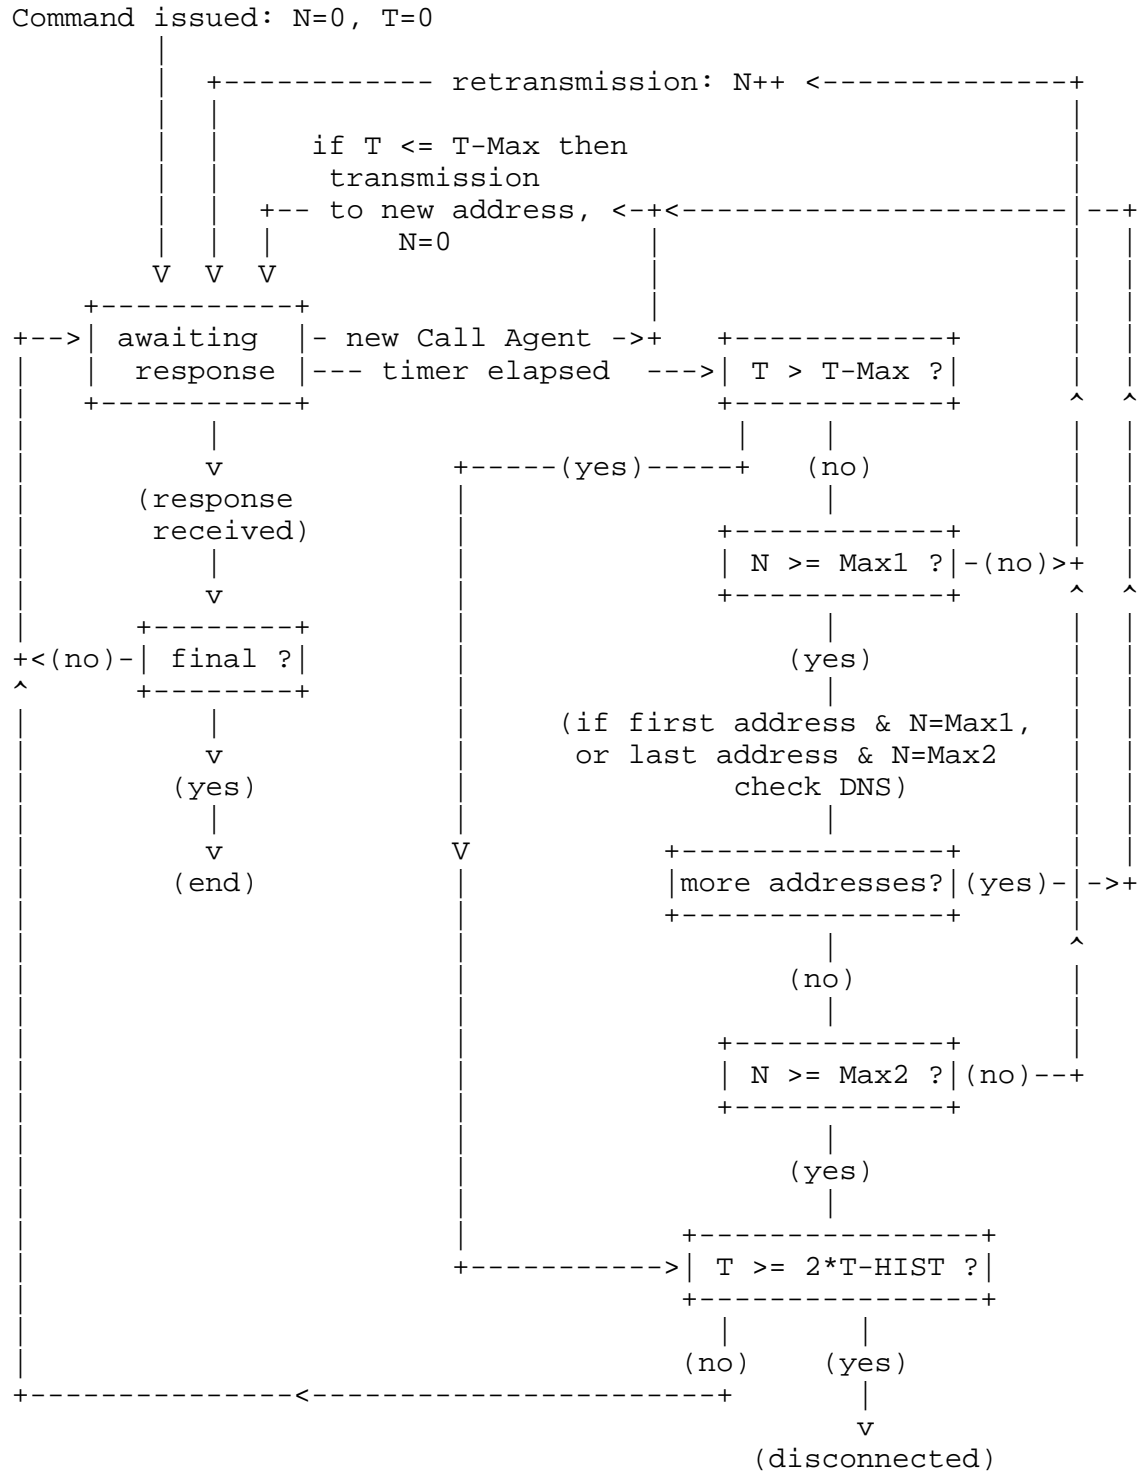 Command issued: N=0, T=0
retransmission: N++
if T <= T-Max then
transmission
to new address,
N=0
awaiting - new Call Agent ->
response --- timer elapsed ---> T > T-Max ?
(yes) (no)
(response
received)
N >= Max1 ? -(no)>
(no) final ? (yes)
(if first address & N=Max1,
or last address & N=Max2
(yes) check DNS)
(end) more addresses? (yes)
(no)
N >= Max2 ? (no)
(yes)
T >= 2*T-HIST ?
(no) (yes)
(disconnected)